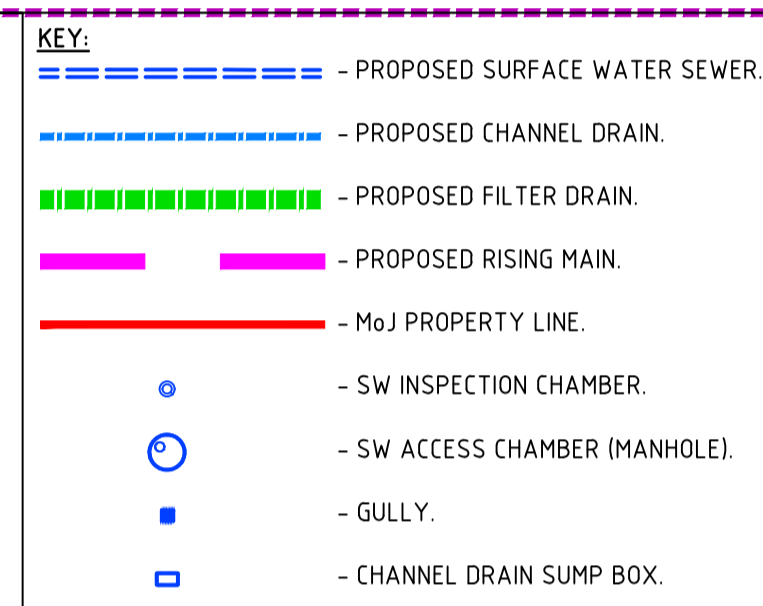 KEY:
- PROPOSED SURFACE WATER SEWER.
- PROPOSED CHANNEL DRAIN.
- PROPOSED FILTER DRAIN.
- PROPOSED RISING MAIN.
- MoJ PROPERTY LINE.
- SW INSPECTION CHAMBER.
- SW ACCESS CHAMBER (MANHOLE).
- GULLY.
- CHANNEL DRAIN SUMP BOX.